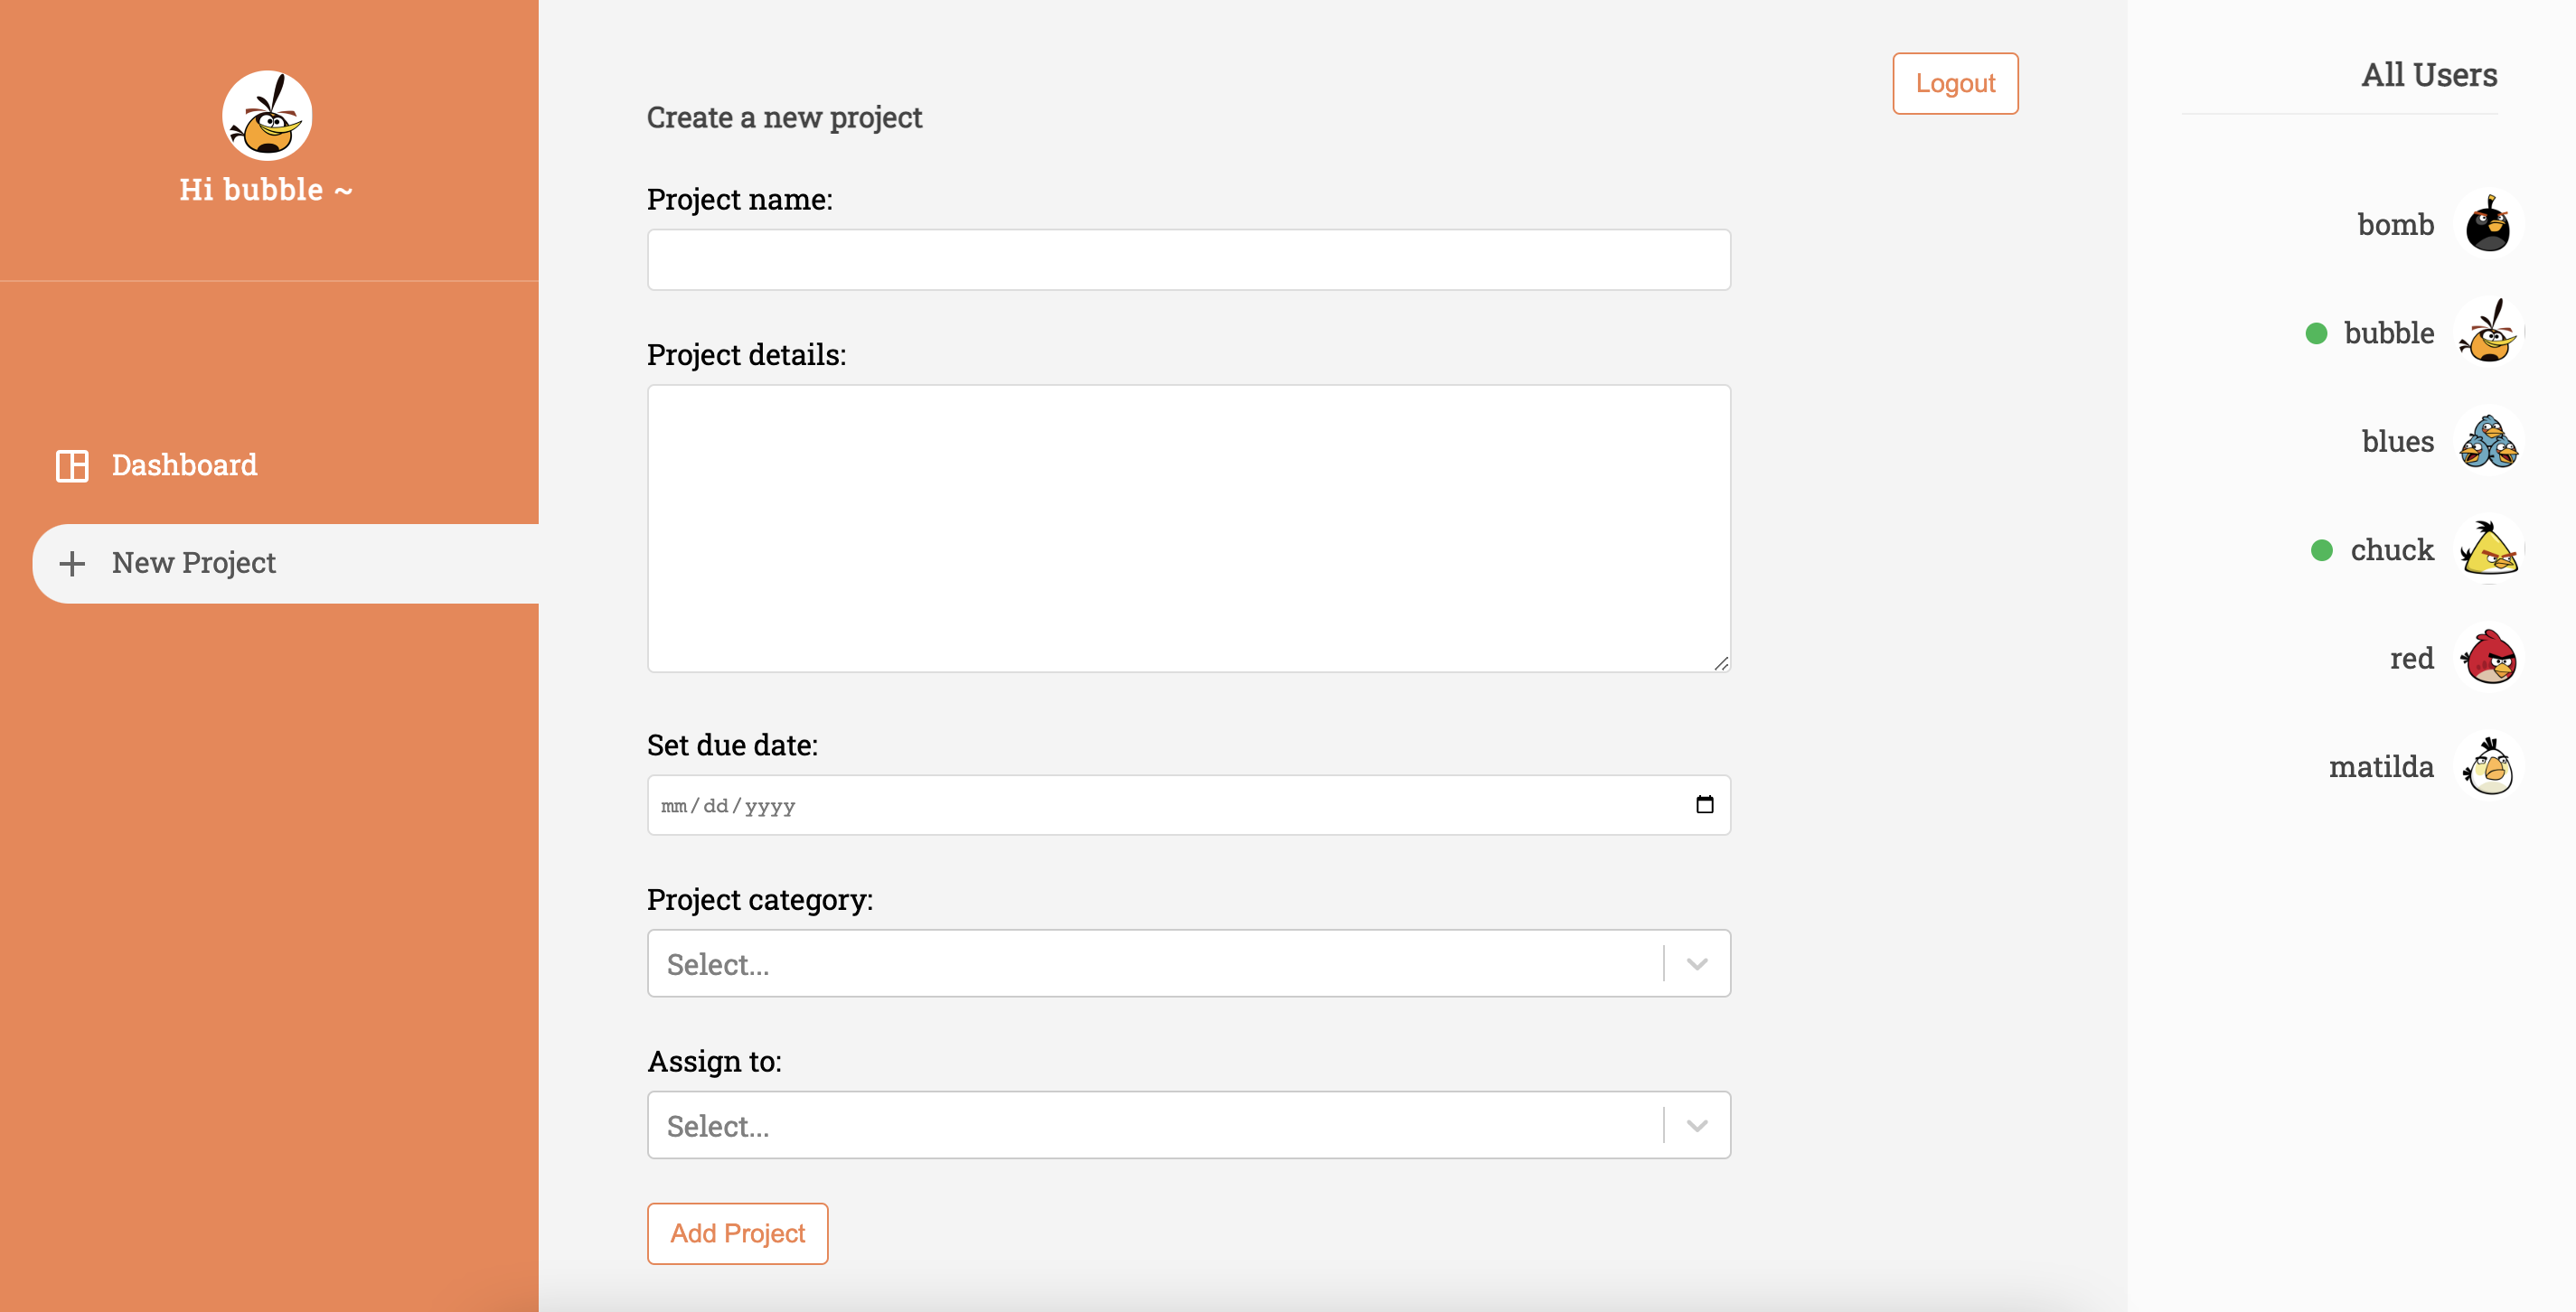 Hi bubble ~
Dashboard
New Project
Logout
Create a new project
Project name:
Project details:
Set due date:
mm/dd/yyyy
Project category:
Select...
Assign to:
Select...
Add Project
All Users
bomb
bubble
blues
chuck
red
matilda